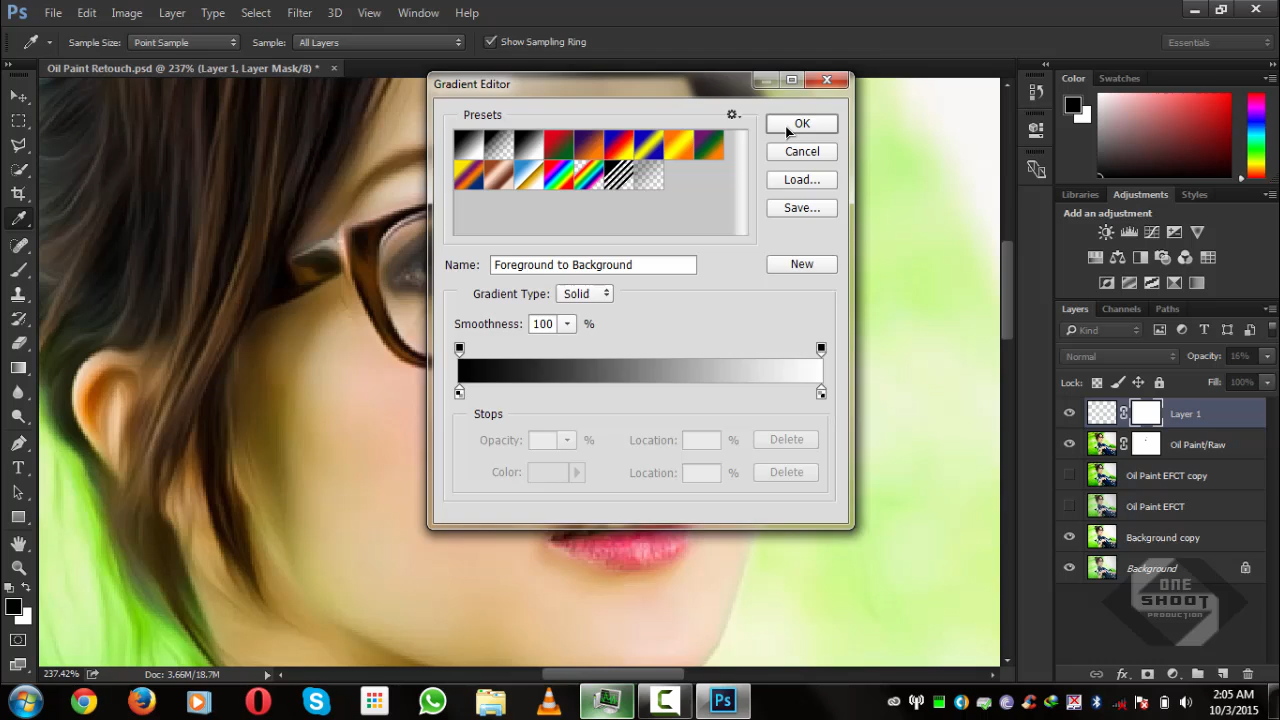 Ps File Edit Image Layer Type Select Filter 3D View Window Help
Sample Size: Point Sample Sample: All Layers Show Sampling Ring Essentials
Oil Paint Retouch.psd @ 237% (Layer 1, Layer Mask/8) *
Gradient Editor
Presets
OK
Cancel
Load...
Save...
Name: Foreground to Background
New
Gradient Type: Solid
Smoothness: 100 %
Stops
Opacity: %
Location: %
Delete
Color:
Location: %
Delete
Color Swatches
Libraries Adjustments Styles
Add an adjustment
Layers Channels Paths
Kind
Normal Opacity: 16%
Lock: Fill: 100%
Layer 1
Oil Paint/Raw
Oil Paint EFCT copy
Oil Paint EFCT
Background copy
Background
ONE
SHOOT
PRODUCTION
fx
237.42% Doc: 3.66M/18.7M
Ps
2:05 AM
10/3/2015